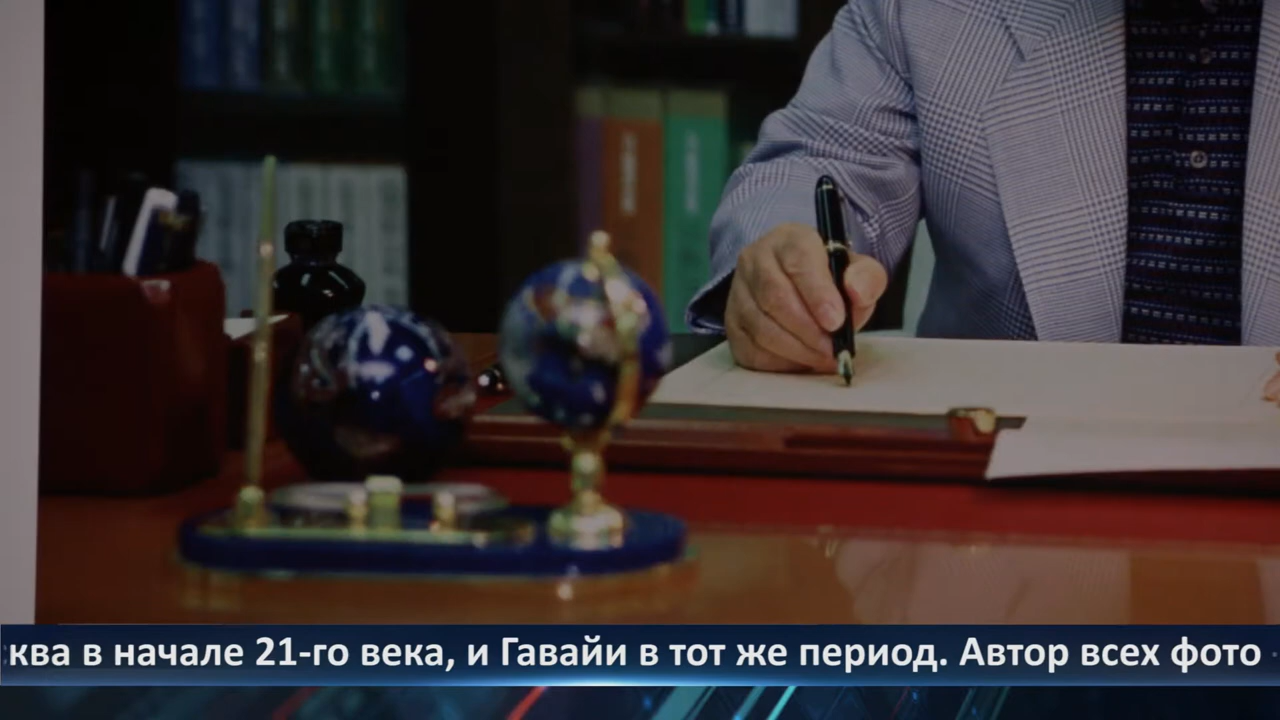 ква в начале 21-го века, и Гавайи в тот же период. Автор всех фото